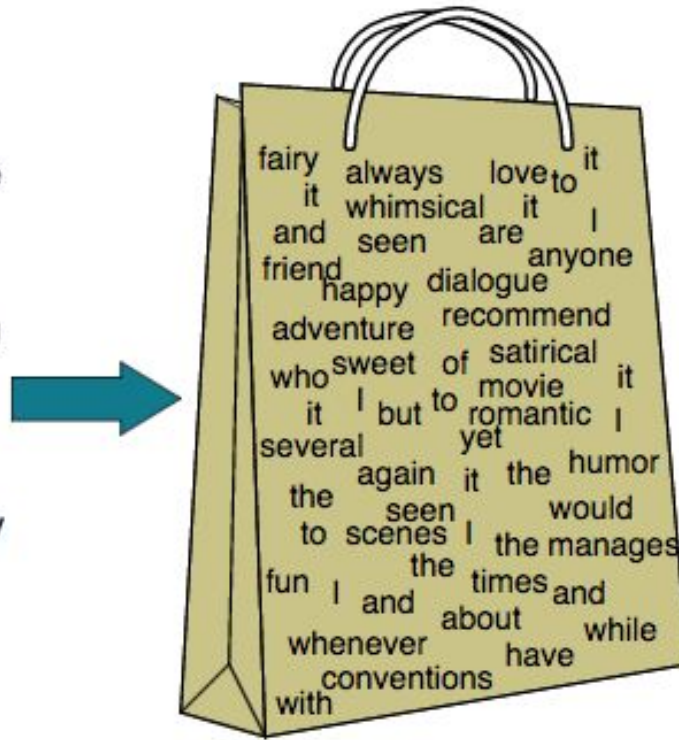 fairy always love to it
it whimsical it I
and seen are anyone
friend happy dialogue
adventure recommend
who sweet of satirical
it I but to movie it
romantic I
several yet
again it the humor
the seen would
to scenes I the manages
the
fun I and times and
about while
whenever have
conventions
with